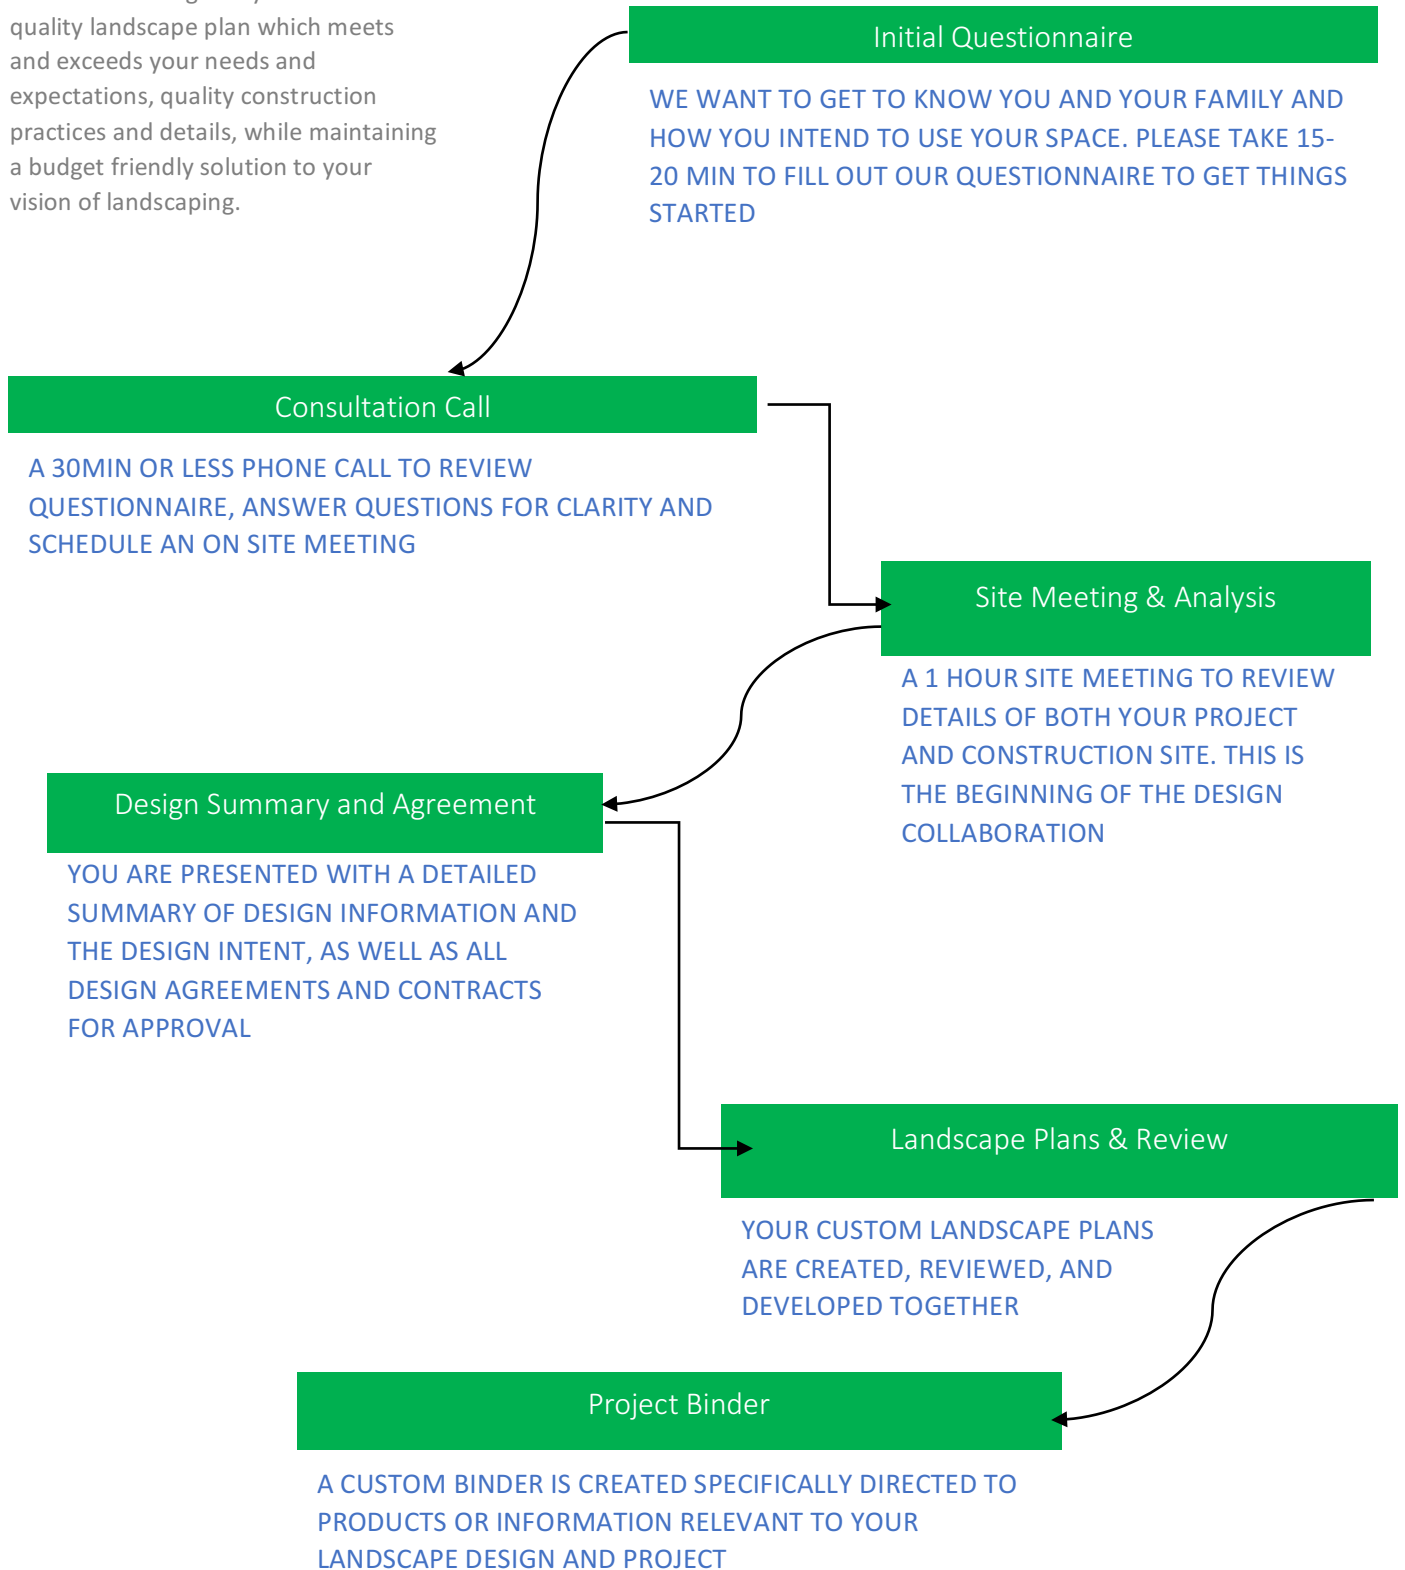 quality landscape plan which meets
and exceeds your needs and
expectations, quality construction
practices and details, while maintaining
a budget friendly solution to your
vision of landscaping.
Initial Questionnaire
WE WANT TO GET TO KNOW YOU AND YOUR FAMILY AND
HOW YOU INTEND TO USE YOUR SPACE. PLEASE TAKE 15-
20 MIN TO FILL OUT OUR QUESTIONNAIRE TO GET THINGS
STARTED
Consultation Call
A 30MIN OR LESS PHONE CALL TO REVIEW
QUESTIONNAIRE, ANSWER QUESTIONS FOR CLARITY AND
SCHEDULE AN ON SITE MEETING
Site Meeting & Analysis
A 1 HOUR SITE MEETING TO REVIEW
DETAILS OF BOTH YOUR PROJECT
AND CONSTRUCTION SITE. THIS IS
THE BEGINNING OF THE DESIGN
COLLABORATION
Design Summary and Agreement
YOU ARE PRESENTED WITH A DETAILED
SUMMARY OF DESIGN INFORMATION AND
THE DESIGN INTENT, AS WELL AS ALL
DESIGN AGREEMENTS AND CONTRACTS
FOR APPROVAL
Landscape Plans & Review
YOUR CUSTOM LANDSCAPE PLANS
ARE CREATED, REVIEWED, AND
DEVELOPED TOGETHER
Project Binder
A CUSTOM BINDER IS CREATED SPECIFICALLY DIRECTED TO
PRODUCTS OR INFORMATION RELEVANT TO YOUR
LANDSCAPE DESIGN AND PROJECT